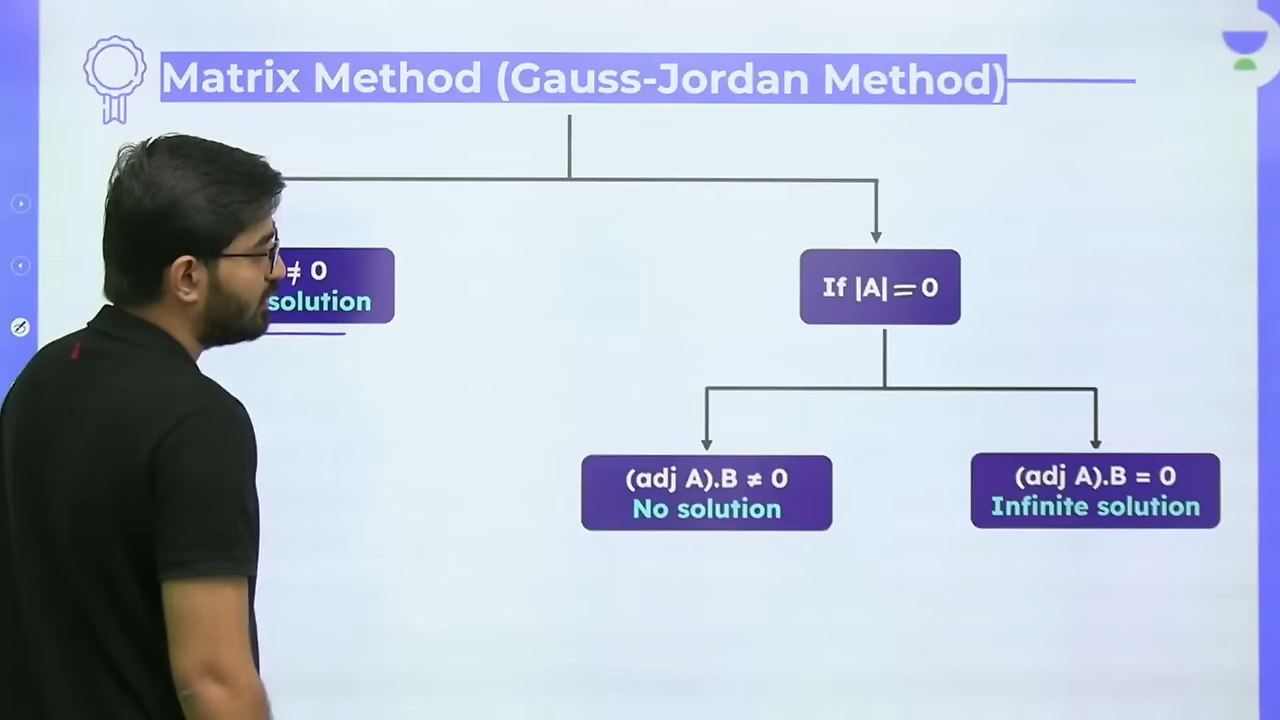 Matrix Method (Gauss-Jordan Method)
≠ 0
solution
If |A| = 0
(adj A).B ≠ 0
No solution
(adj A).B = 0
Infinite solution